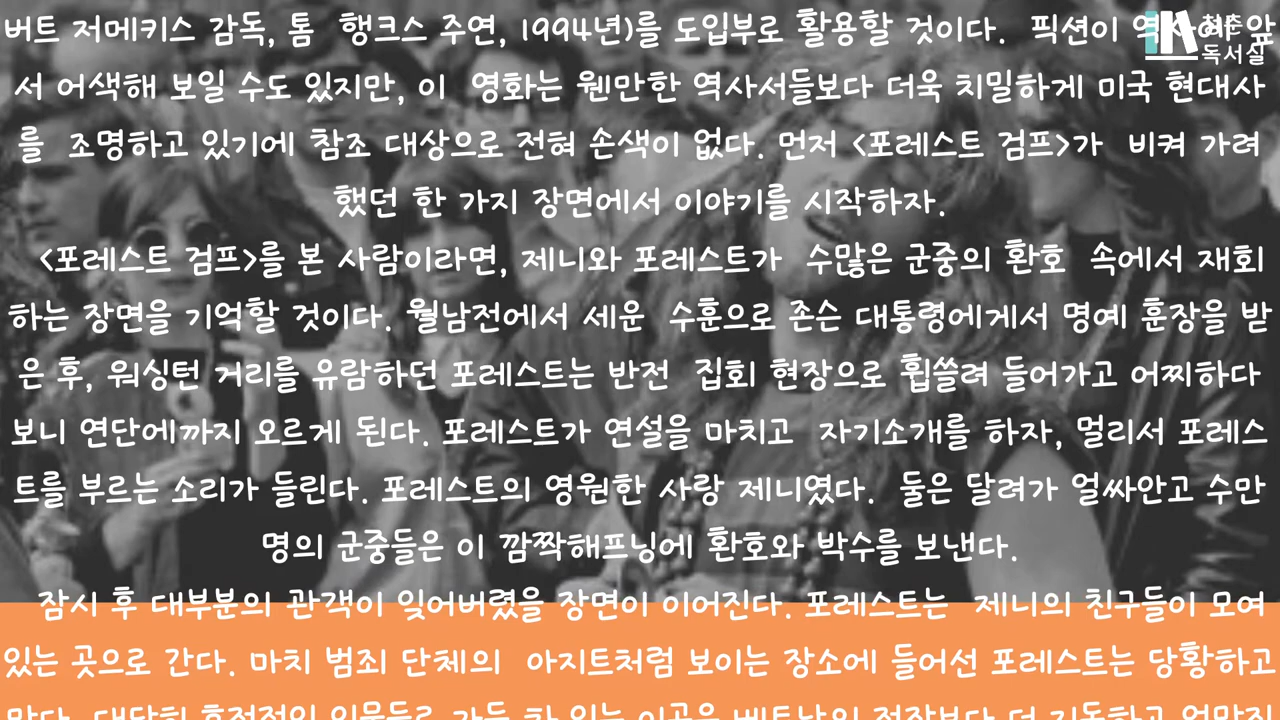 버트 저메키스 감독, 톰 행크스 주연, 1994년)를 도입부로 활용할 것이다. 픽션이 역사에 앞
청춘
독서실
서 어색해 보일 수도 있지만, 이 영화는 웬만한 역사서들보다 더욱 치밀하게 미국 현대사
를 조명하고 있기에 참조 대상으로 전혀 손색이 없다. 먼저 <포레스트 검프>가 비켜 가려
했던 한 가지 장면에서 이야기를 시작하자.
<포레스트 검프>를 본 사람이라면, 제니와 포레스트가 수많은 군중의 환호 속에서 재회
하는 장면을 기억할 것이다. 월남전에서 세운 수훈으로 존슨 대통령에게서 명예 훈장을 받
은 후, 워싱턴 거리를 유람하던 포레스트는 반전 집회 현장으로 휩쓸려 들어가고 어찌하다
보니 연단에까지 오르게 된다. 포레스트가 연설을 마치고 자기소개를 하자, 멀리서 포레스
트를 부르는 소리가 들린다. 포레스트의 영원한 사랑 제니였다. 둘은 달려가 얼싸안고 수만
명의 군중들은 이 깜짝해프닝에 환호와 박수를 보낸다.
잠시 후 대부분의 관객이 잊어버렸을 장면이 이어진다. 포레스트는 제니의 친구들이 모여
있는 곳으로 간다. 마치 범죄 단체의 아지트처럼 보이는 장소에 들어선 포레스트는 당황하고